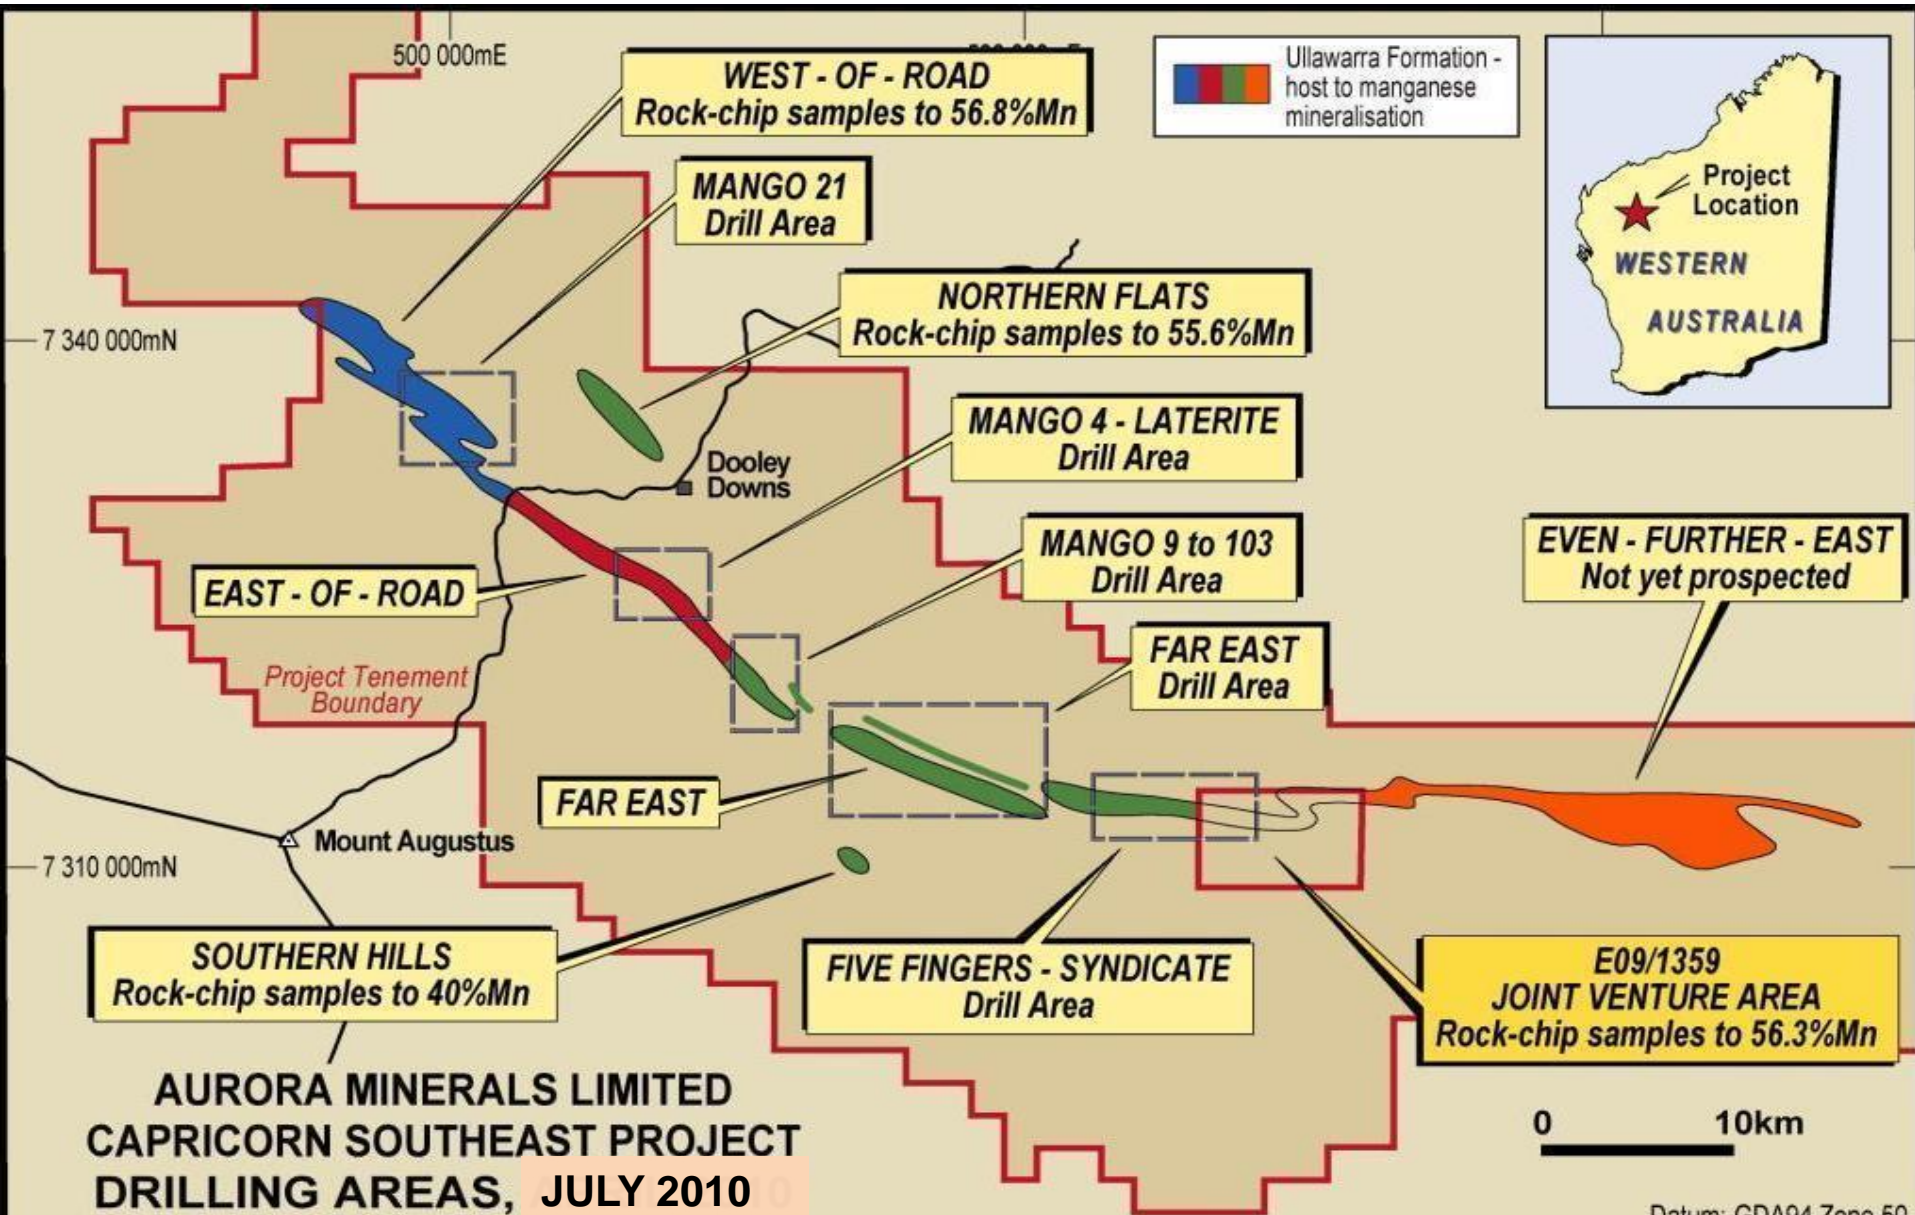 500 000mE
WEST - OF - ROAD
Rock-chip samples to 56.8%Mn
Ullawarra Formation -
host to manganese
mineralisation
MANGO 21
Drill Area
Project
Location
WESTERN
AUSTRALIA
NORTHERN FLATS
Rock-chip samples to 55.6%Mn
7 340 000mN
MANGO 4 - LATERITE
Drill Area
Dooley
Downs
MANGO 9 to 103
Drill Area
EVEN - FURTHER - EAST
Not yet prospected
EAST - OF - ROAD
FAR EAST
Drill Area
Project Tenement
Boundary
FAR EAST
Mount Augustus
7 310 000mN
SOUTHERN HILLS
Rock-chip samples to 40%Mn
FIVE FINGERS - SYNDICATE
Drill Area
E09/1359
JOINT VENTURE AREA
Rock-chip samples to 56.3%Mn
AURORA MINERALS LIMITED
CAPRICORN SOUTHEAST PROJECT
DRILLING AREAS, JULY 2010
0 10km
Datum: GDA94 Zone 50